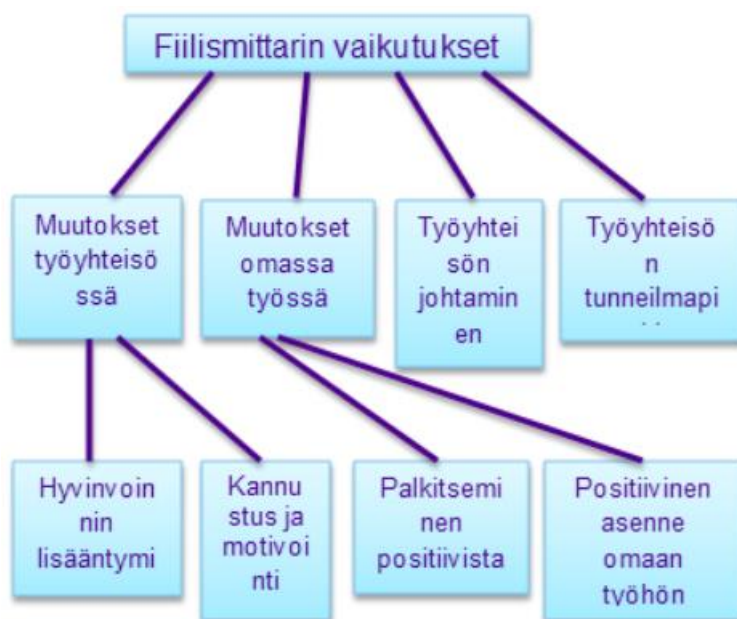 Fiilismittarin vaikutukset
Muutokset
työyhteisö
ssä
Muutokset
omassa
työssä
Työyhtei
sön
johtamin
en
Työyhteisö
n
tunneilmapi
Hyvinvoin
nin
lisääntymi
Kannu
stus ja
motivoi
nti
Palkitsemi
nen
positiivista
Positiivinen
asenne
omaan
työhön